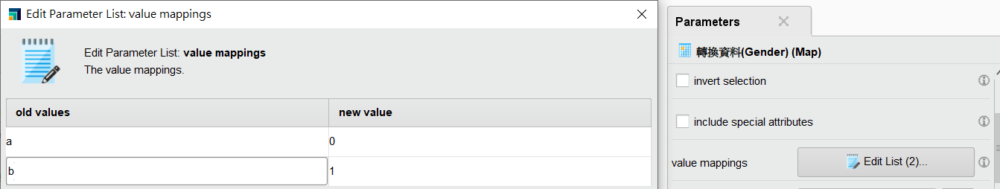 Edit Parameter List: value mappings
Edit Parameter List: value mappings
The value mappings.
old values new value
a 0
b 1
Parameters
轉換資料(Gender) (Map)
invert selection
include special attributes
value mappings Edit List (2)...